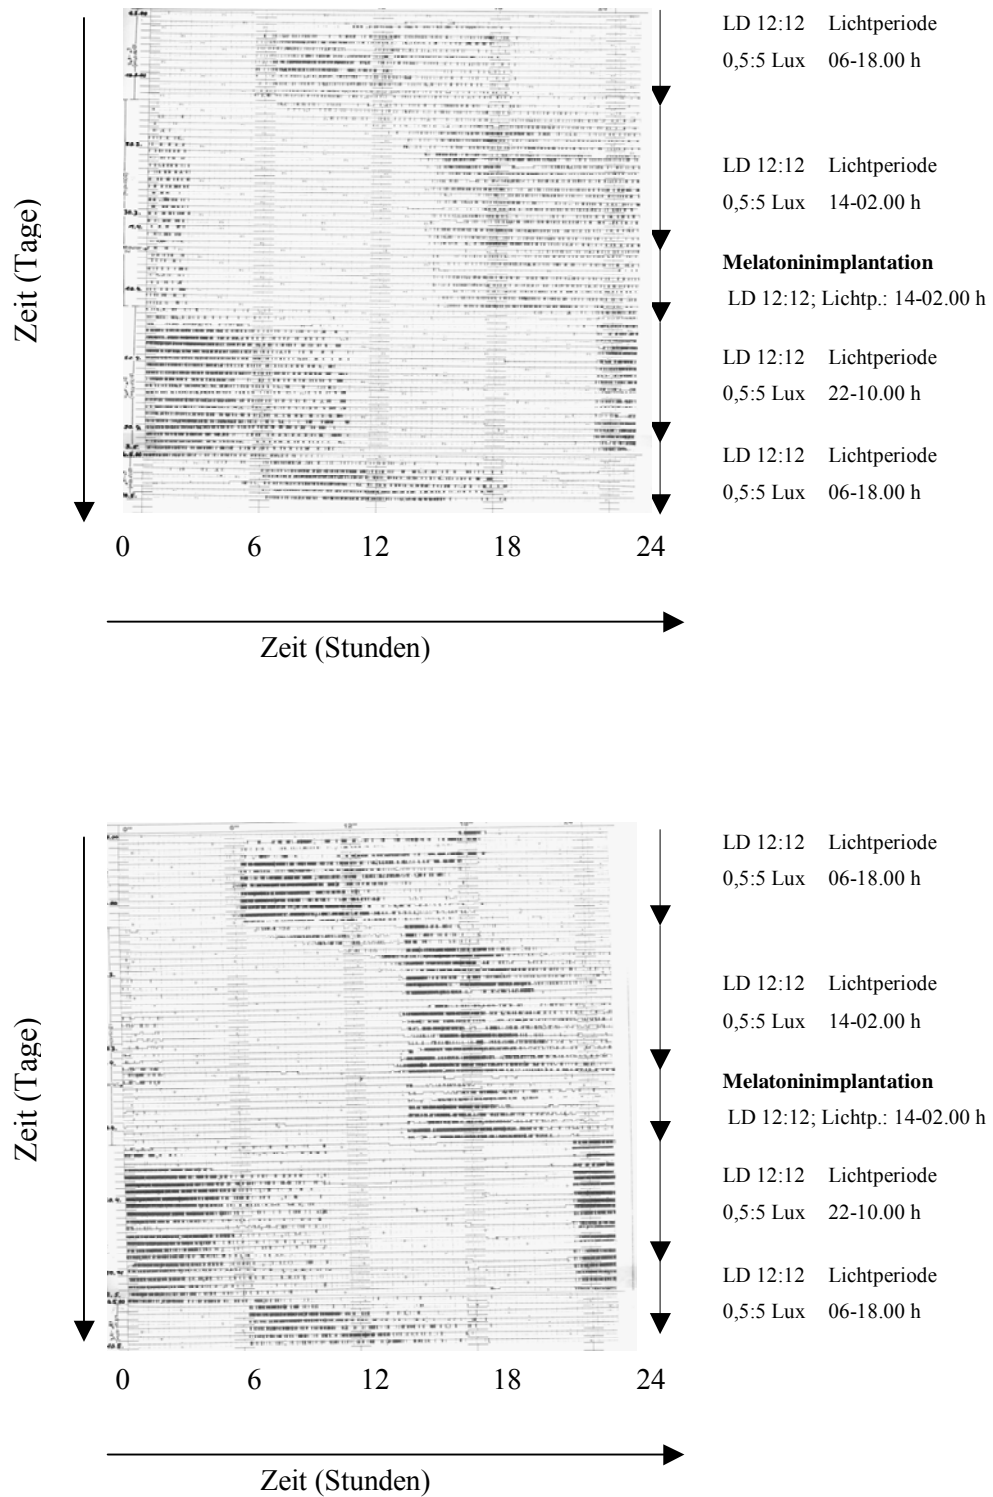 LD 12:12 Lichtperiode
0,5:5 Lux 06-18.00 h
LD 12:12 Lichtperiode
0,5:5 Lux 14-02.00 h
Melatoninimplantation
LD 12:12; Lichtp.: 14-02.00 h
LD 12:12 Lichtperiode
0,5:5 Lux 22-10.00 h
LD 12:12 Lichtperiode
0,5:5 Lux 06-18.00 h
Zeit (Tage)
0 6 12 18 24
Zeit (Stunden)
LD 12:12 Lichtperiode
0,5:5 Lux 06-18.00 h
LD 12:12 Lichtperiode
0,5:5 Lux 14-02.00 h
Melatoninimplantation
LD 12:12; Lichtp.: 14-02.00 h
LD 12:12 Lichtperiode
0,5:5 Lux 22-10.00 h
LD 12:12 Lichtperiode
0,5:5 Lux 06-18.00 h
Zeit (Tage)
0 6 12 18 24
Zeit (Stunden)